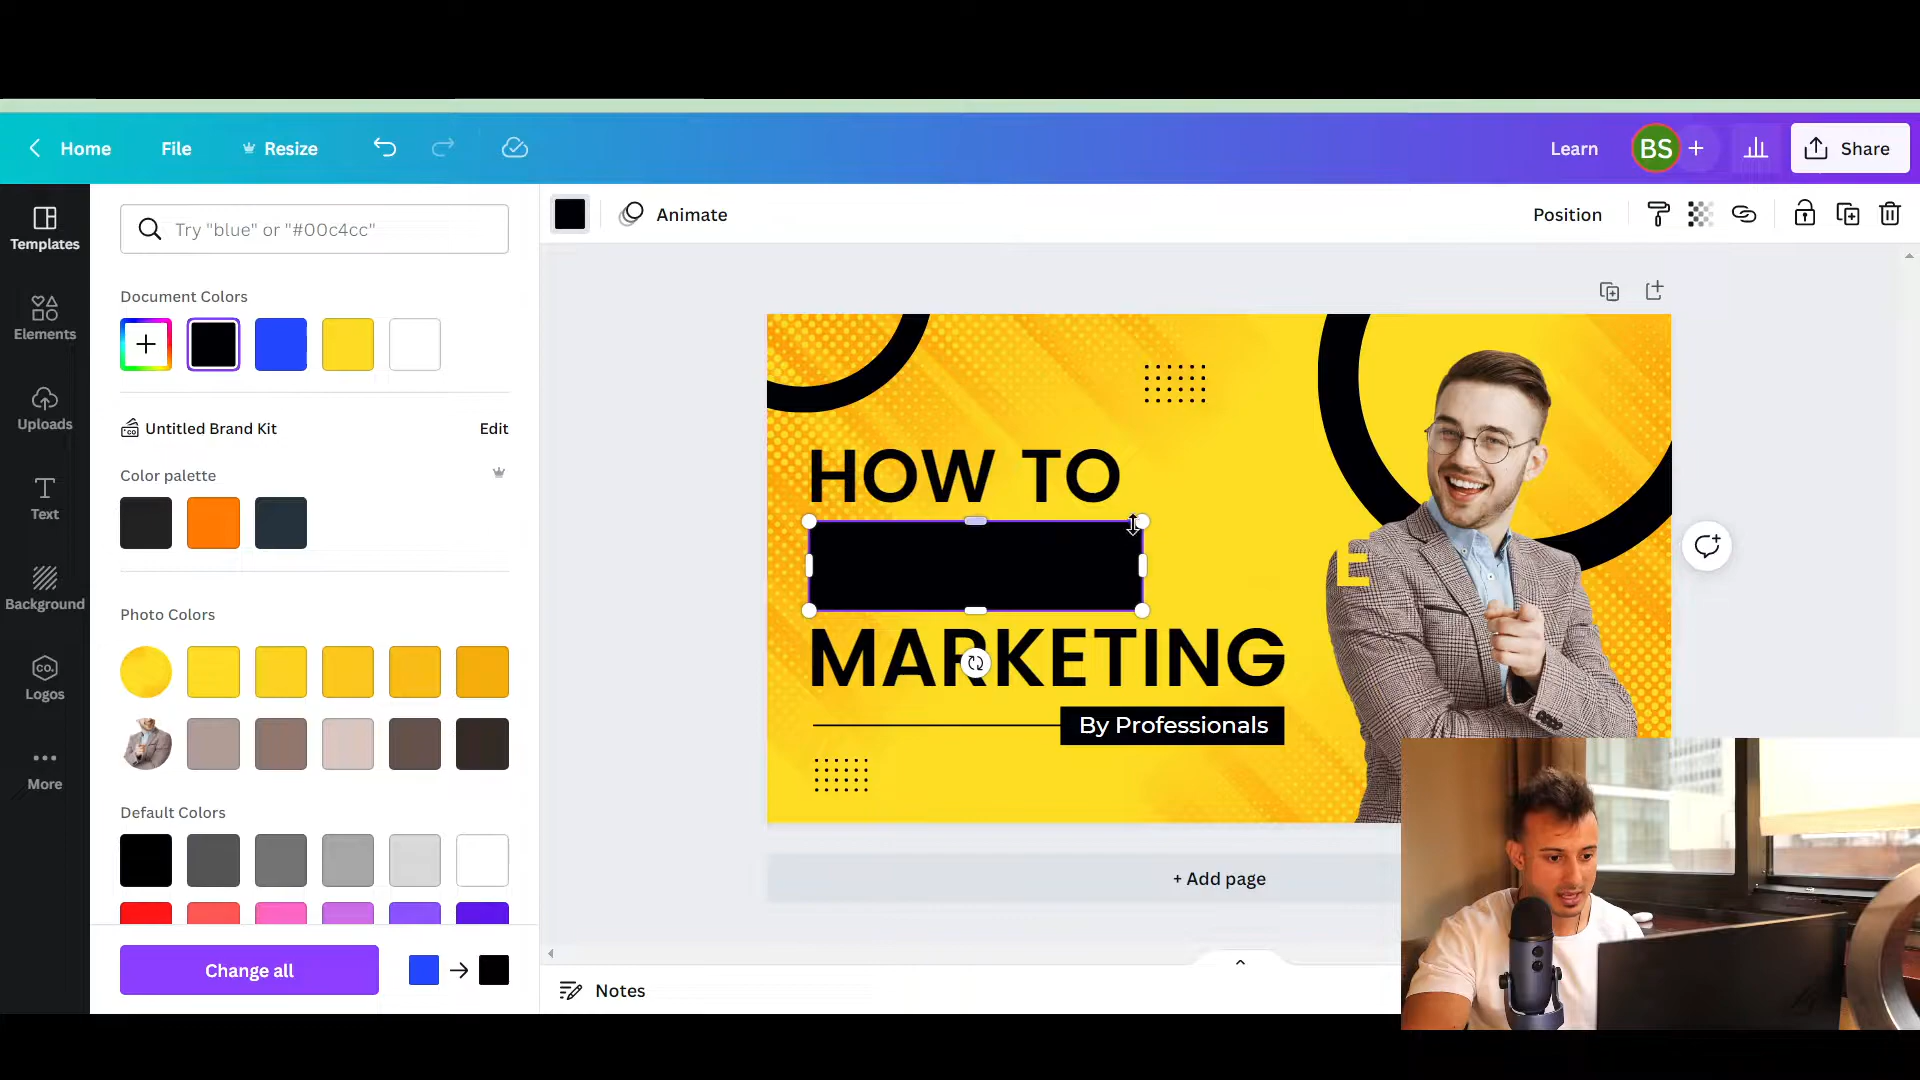 Home
File
Resize
Learn
BS
Share
Templates
Elements
Uploads
Text
Background
CO.
Logos
More
Try "blue" or "#00c4cc"
Document Colors
CO.
Untitled Brand Kit
Edit
Color palette
Photo Colors
Default Colors
Change all
Animate
Position
HOW TO
E
MARKETING
By Professionals
+ Add page
Notes